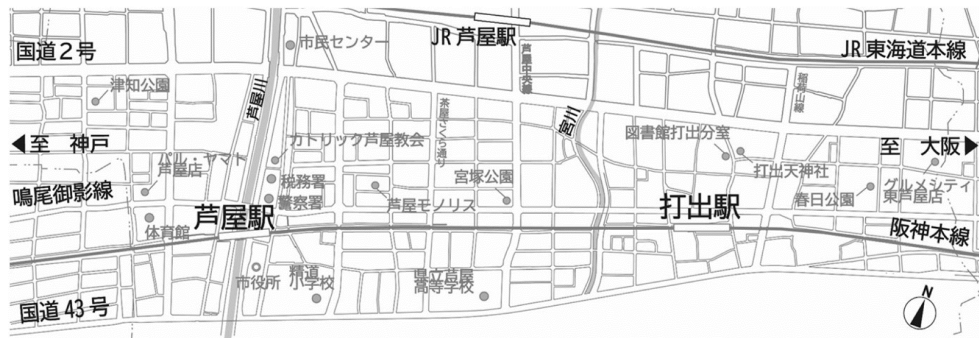 国道2号
市民センター
JR芦屋駅
芦屋中央線
JR東海道本線
津知公園
芦屋川
茶屋さくら通り
宮川
稲荷山線
◀至 神戸
カトリック芦屋教会
図書館打出分室
至 大阪▶
パル・ヤマト
芦屋店
税務署
警察署
宮塚公園
打出天神社
鳴尾御影線
芦屋モノリス
春日公園
グルメシティ
東芦屋店
芦屋駅
打出駅
体育館
阪神本線
市役所
精道
小学校
県立芦屋
高等学校
国道43号
N